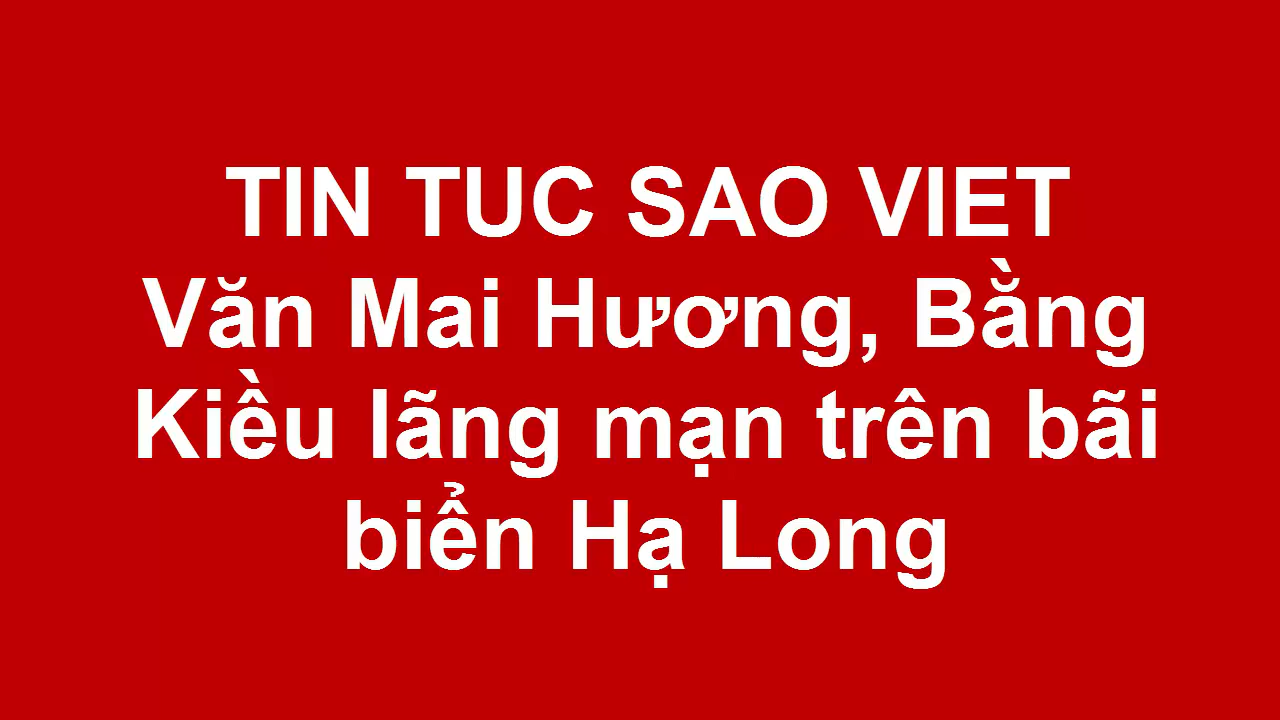 TIN TUC SAO VIET
Văn Mai Hương, Bằng
Kiều lãng mạn trên bãi
biển Hạ Long